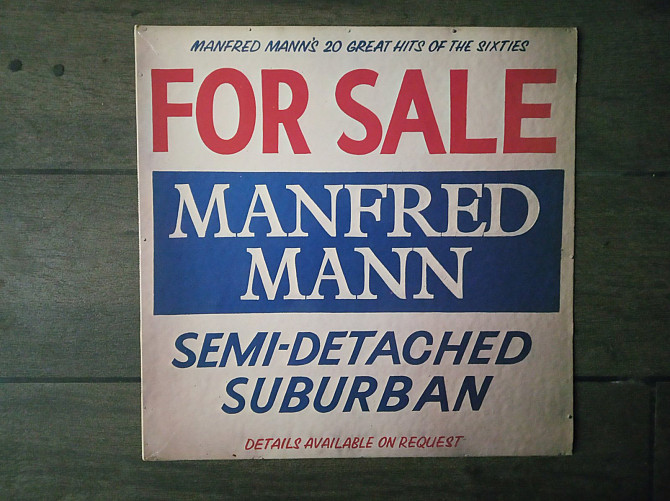 MANFRED MANN'S 20 GREAT HITS OF THE SIXTIES
FOR SALE
MANFRED
MANN
SEMI-DETACHED
SUBURBAN
DETAILS AVAILABLE ON REQUEST